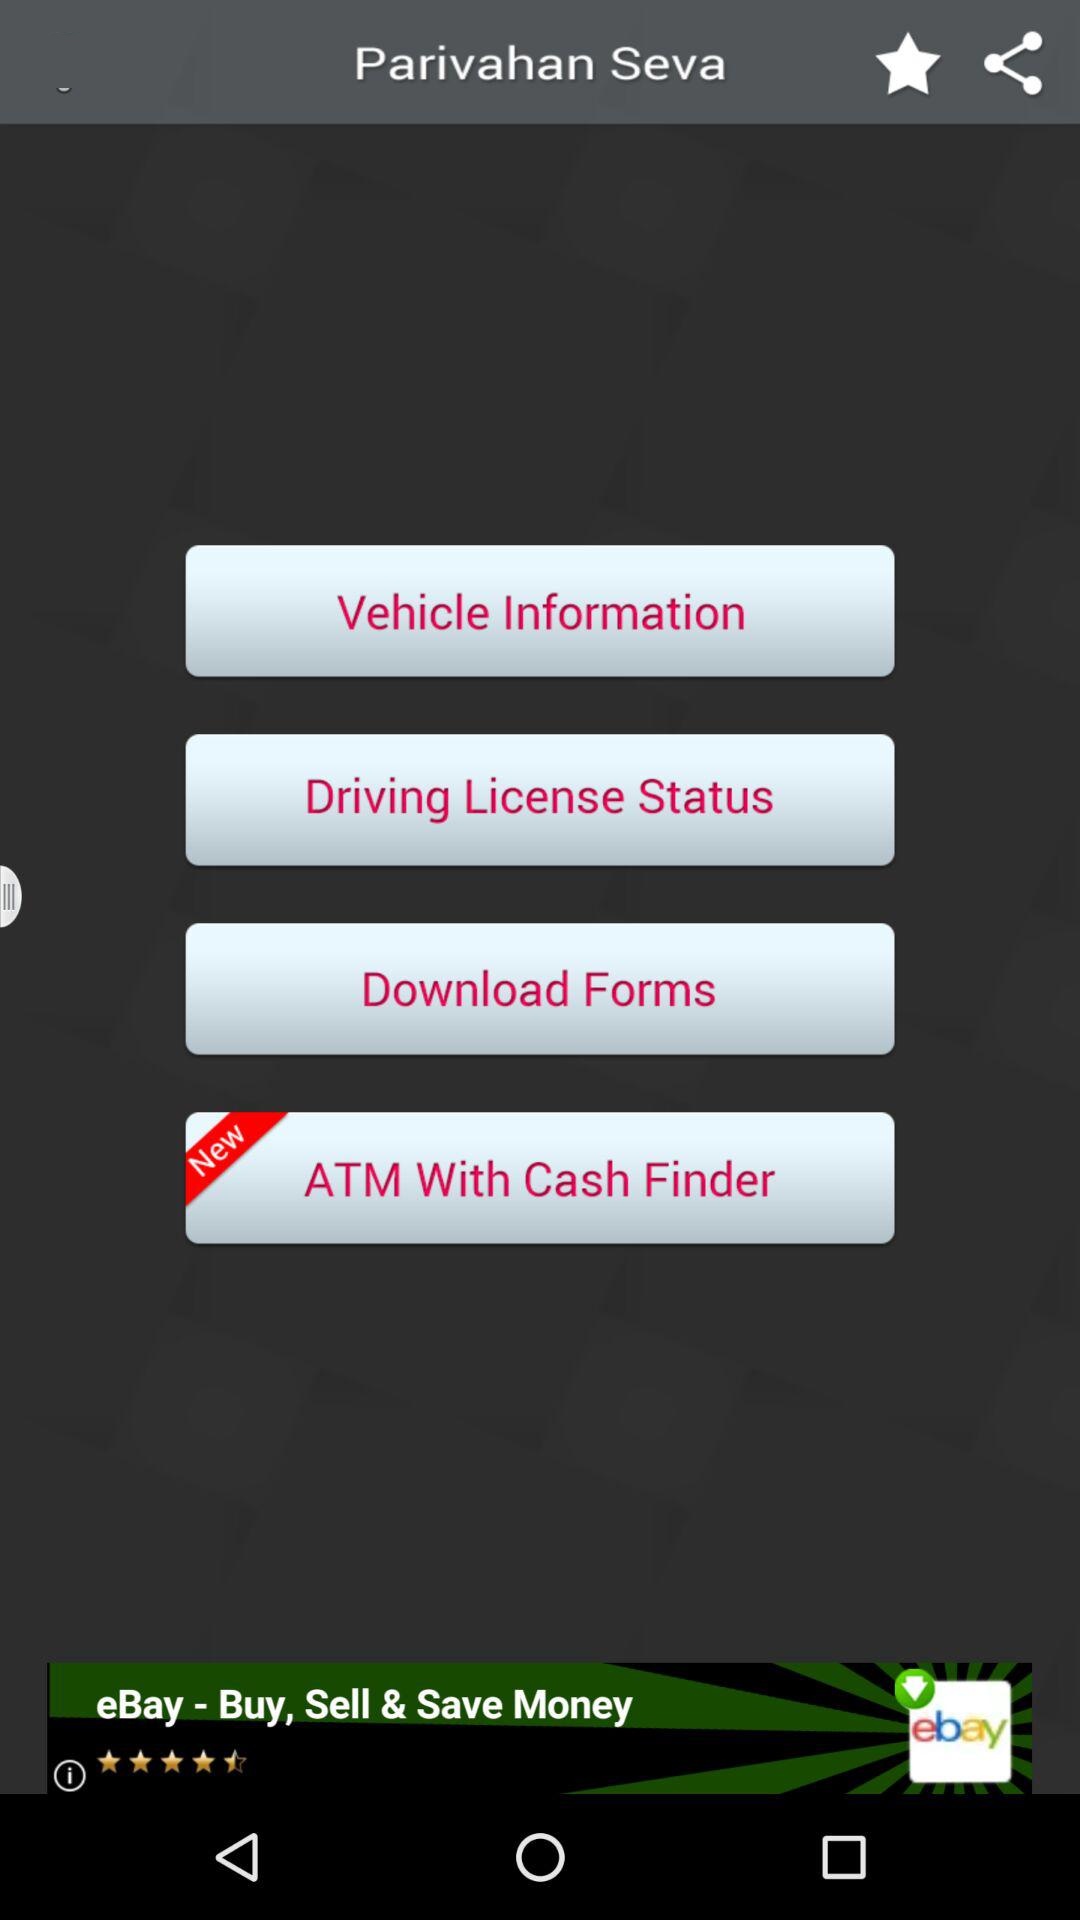 Parivahan Seva
Vehicle Information
Driving License Status
Download Forms
New
ATM With Cash Finder
eBay - Buy, Sell & Save Money
ebay